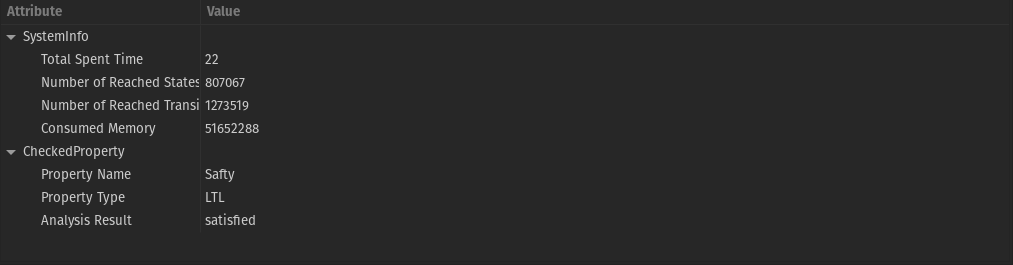 Attribute Value
SystemInfo
Total Spent Time 22
Number of Reached States 807067
Number of Reached Transi 1273519
Consumed Memory 51652288
CheckedProperty
Property Name Safty
Property Type LTL
Analysis Result satisfied